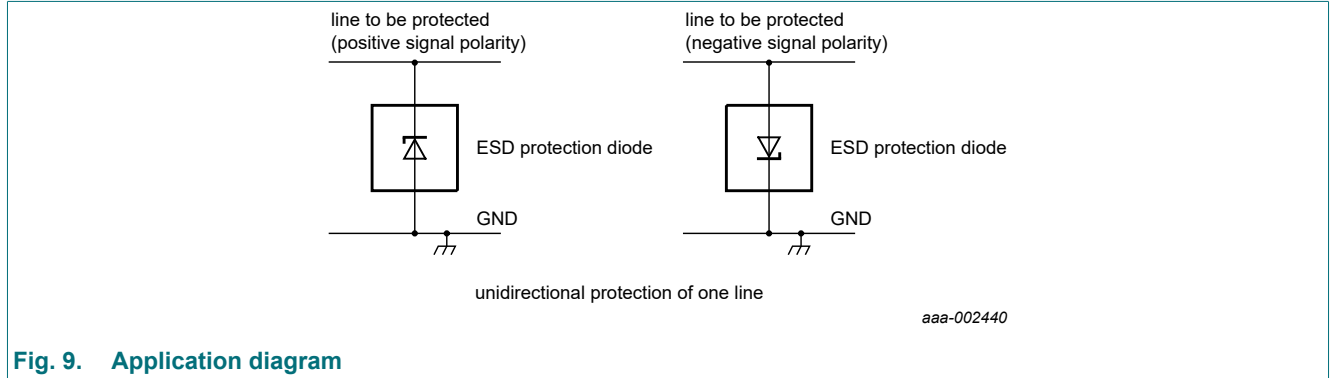 line to be protected
(positive signal polarity)
line to be protected
(negative signal polarity)
ESD protection diode
ESD protection diode
GND
GND
unidirectional protection of one line
aaa-002440
Fig. 9. Application diagram